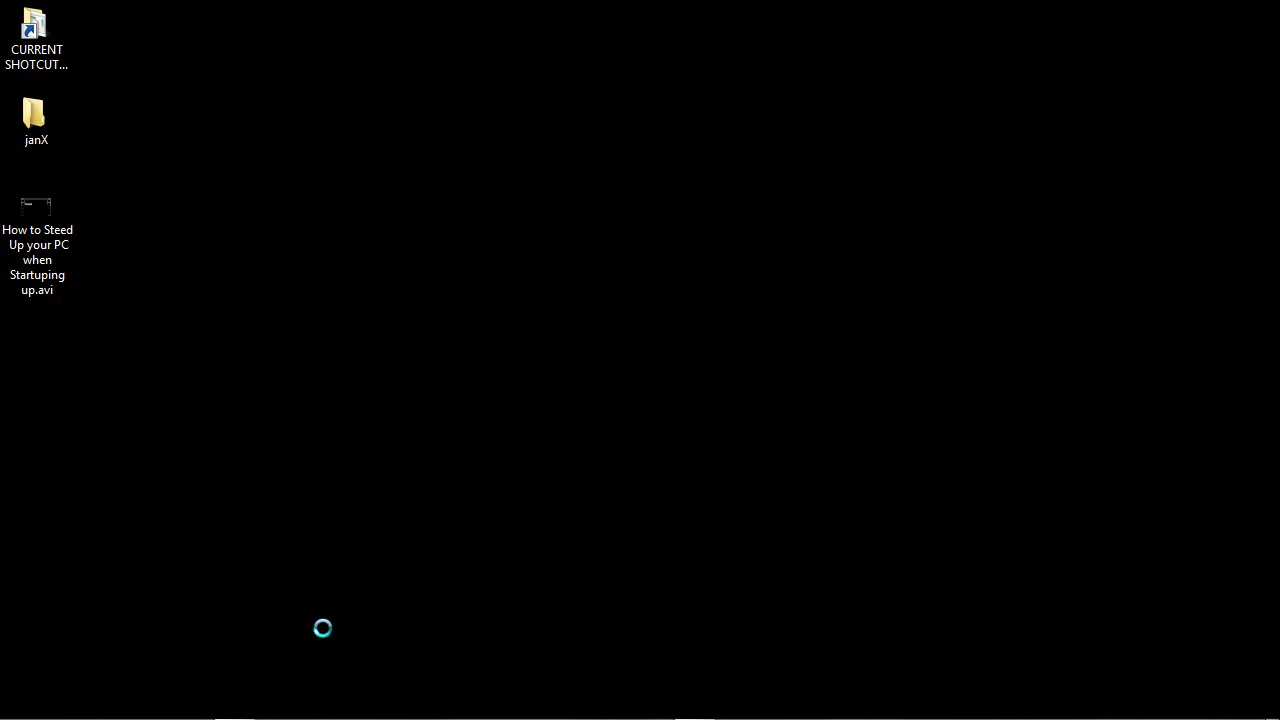 CURRENT
SHOTCUT...
janX
How to Steed
Up your PC
when
Startuping
up.avi